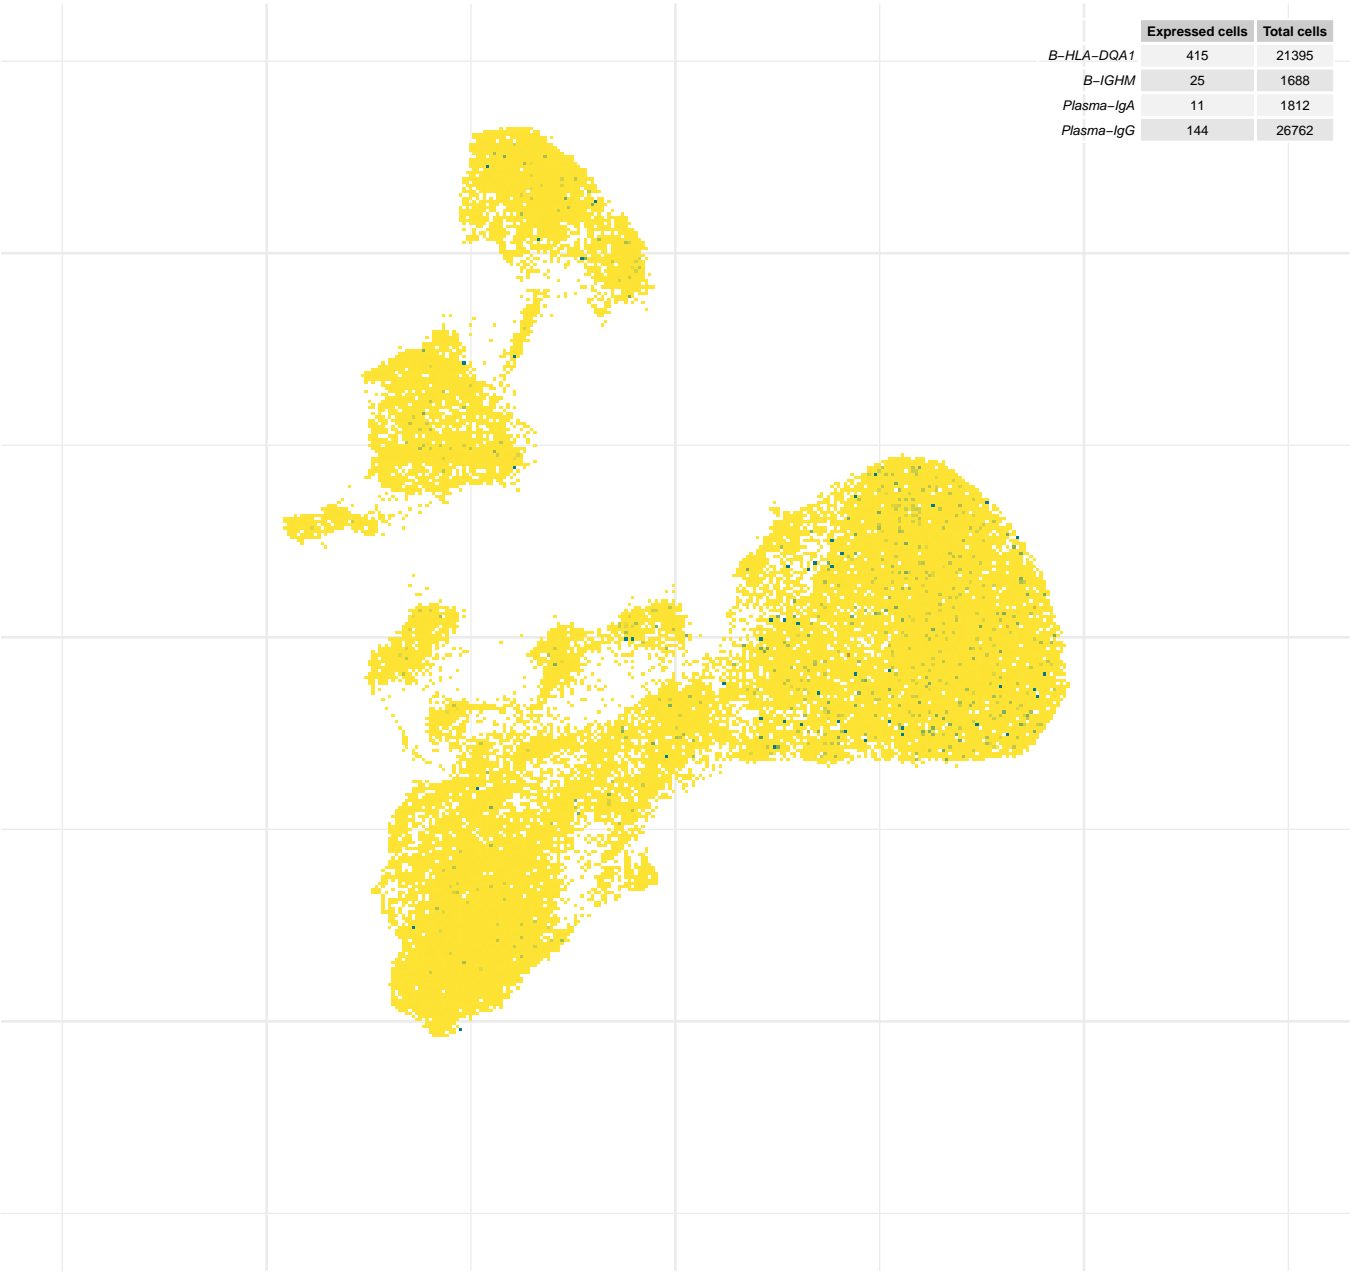 Expressed cells Total cells
B−HLA−DQA1 415 21395
B−IGHM 25 1688
Plasma−IgA 11 1812
Plasma−IgG 144 26762